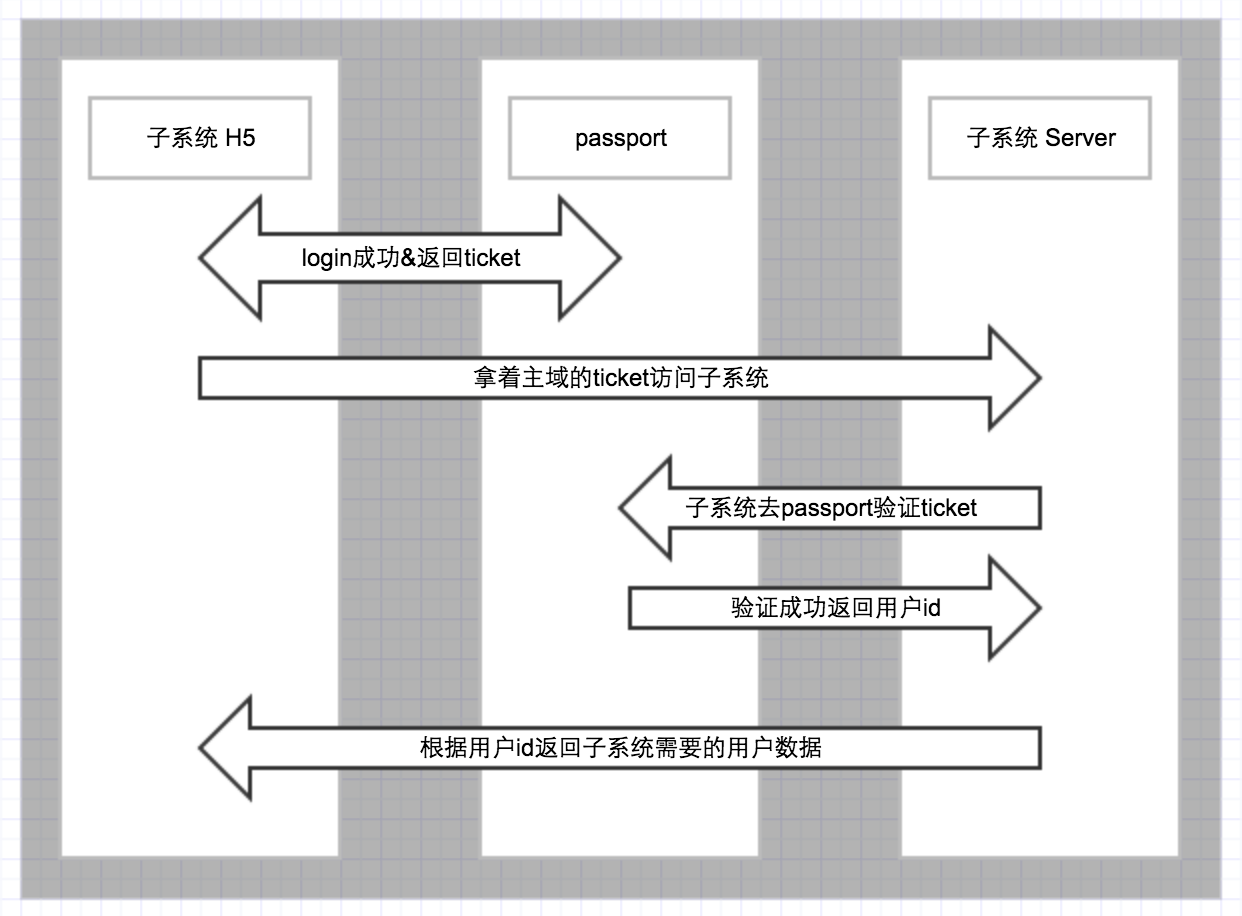 子系统 H5
passport
子系统 Server
login成功&返回ticket
拿着主域的ticket访问子系统
子系统去passport验证ticket
验证成功返回用户id
根据用户id返回子系统需要的用户数据